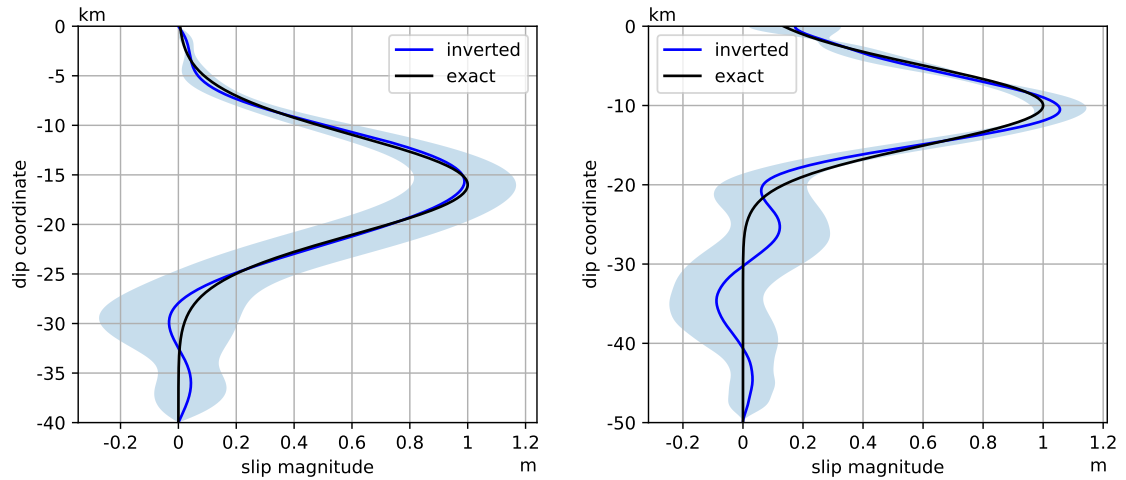 km
0
-5
-10
-15
-20
-25
-30
-35
-40
dip coordinate
inverted
exact
-0.2 0 0.2 0.4 0.6 0.8 1 1.2
slip magnitude m
km
0
-10
-20
-30
-40
-50
dip coordinate
inverted
exact
-0.2 0 0.2 0.4 0.6 0.8 1 1.2
slip magnitude m